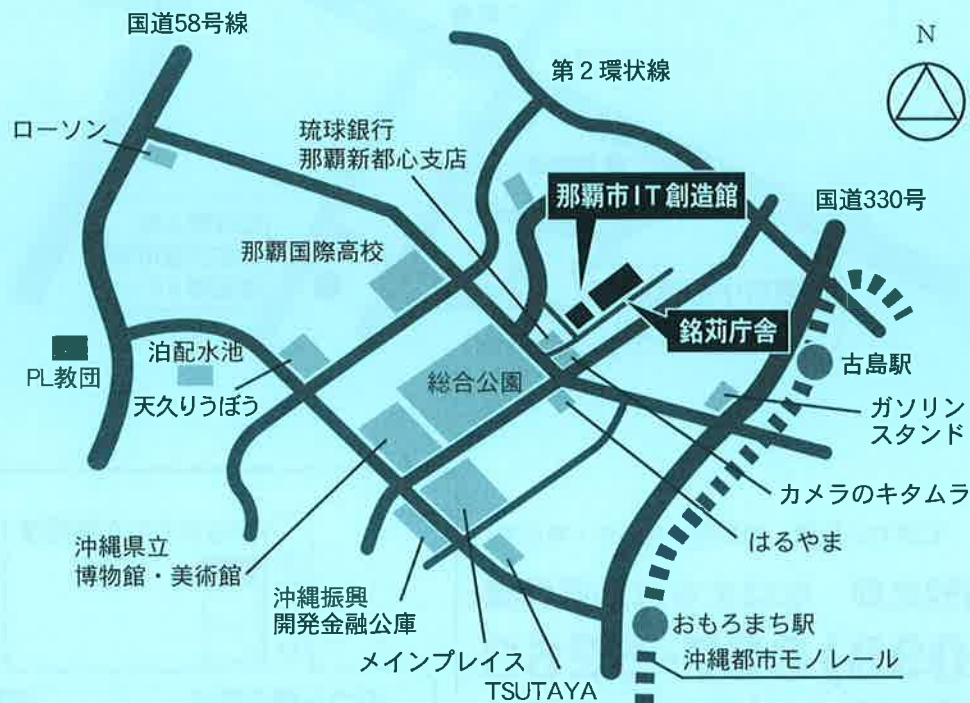 国道58号線
N
第2環状線
ローソン
琉球銀行
那覇新都心支店
那覇市IT創造館
国道330号
那覇国際高校
銘苅庁舎
泊配水池
PL教団
総合公園
古島駅
天久りうぼう
ガソリン
スタンド
カメラのキタムラ
はるやま
沖縄県立
博物館・美術館
沖縄振興
開発金融公庫
おもろまち駅
メインプレイス
沖縄都市モノレール
TSUTAYA